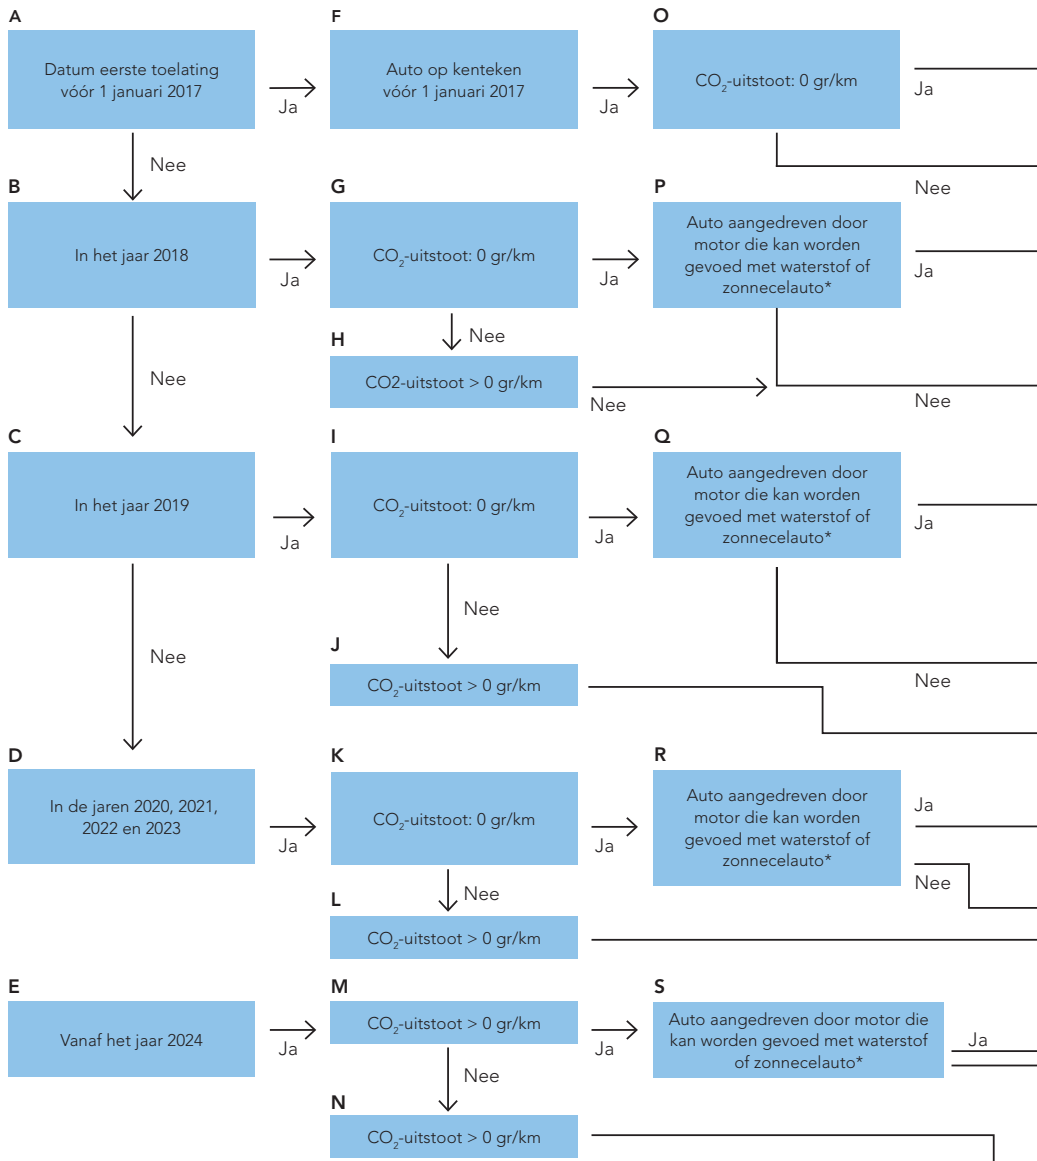 A
Datum eerste toelating
vóór 1 januari 2017
Ja
F
Auto op kenteken
vóór 1 januari 2017
Ja
O
CO₂-uitstoot: 0 gr/km
Ja
Nee
Nee
B
In het jaar 2018
Ja
G
CO₂-uitstoot: 0 gr/km
Ja
P
Auto aangedreven door
motor die kan worden
gevoed met waterstof of
zonnecelauto*
Ja
Nee
Nee
H
CO2-uitstoot > 0 gr/km
Nee
Nee
C
In het jaar 2019
Ja
I
CO₂-uitstoot: 0 gr/km
Ja
Q
Auto aangedreven door
motor die kan worden
gevoed met waterstof of
zonnecelauto*
Ja
Nee
Nee
Nee
J
CO₂-uitstoot > 0 gr/km
D
In de jaren 2020, 2021,
2022 en 2023
Ja
K
CO₂-uitstoot: 0 gr/km
Ja
R
Auto aangedreven door
motor die kan worden
gevoed met waterstof of
zonnecelauto*
Ja
Nee
Nee
L
CO₂-uitstoot > 0 gr/km
E
Vanaf het jaar 2024
Ja
M
CO₂-uitstoot > 0 gr/km
Ja
S
Auto aangedreven door motor die
kan worden gevoed met waterstof
of zonnecelauto*
Ja
Nee
N
CO₂-uitstoot > 0 gr/km